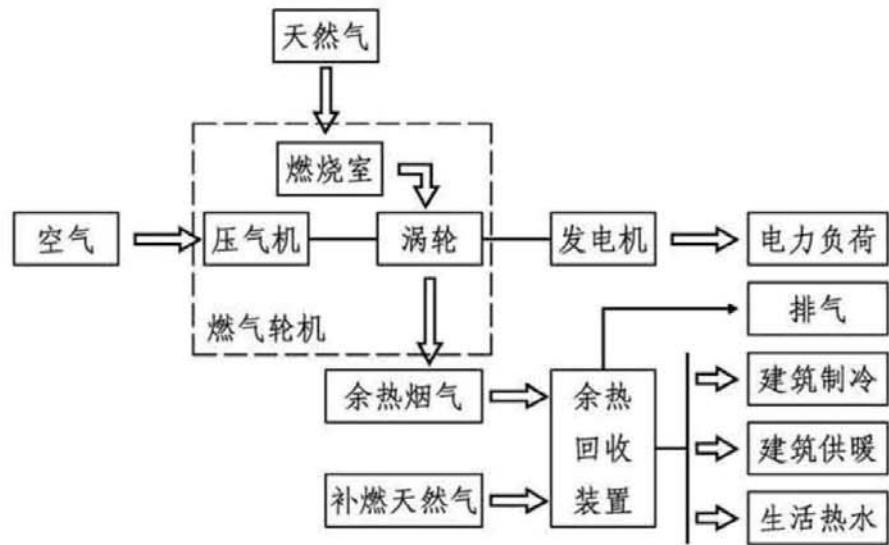 天然气
燃烧室
空气
压气机
涡轮
发电机
电力负荷
燃气轮机
排气
余热烟气
余热
回收
装置
建筑制冷
建筑供暖
补燃天然气
生活热水